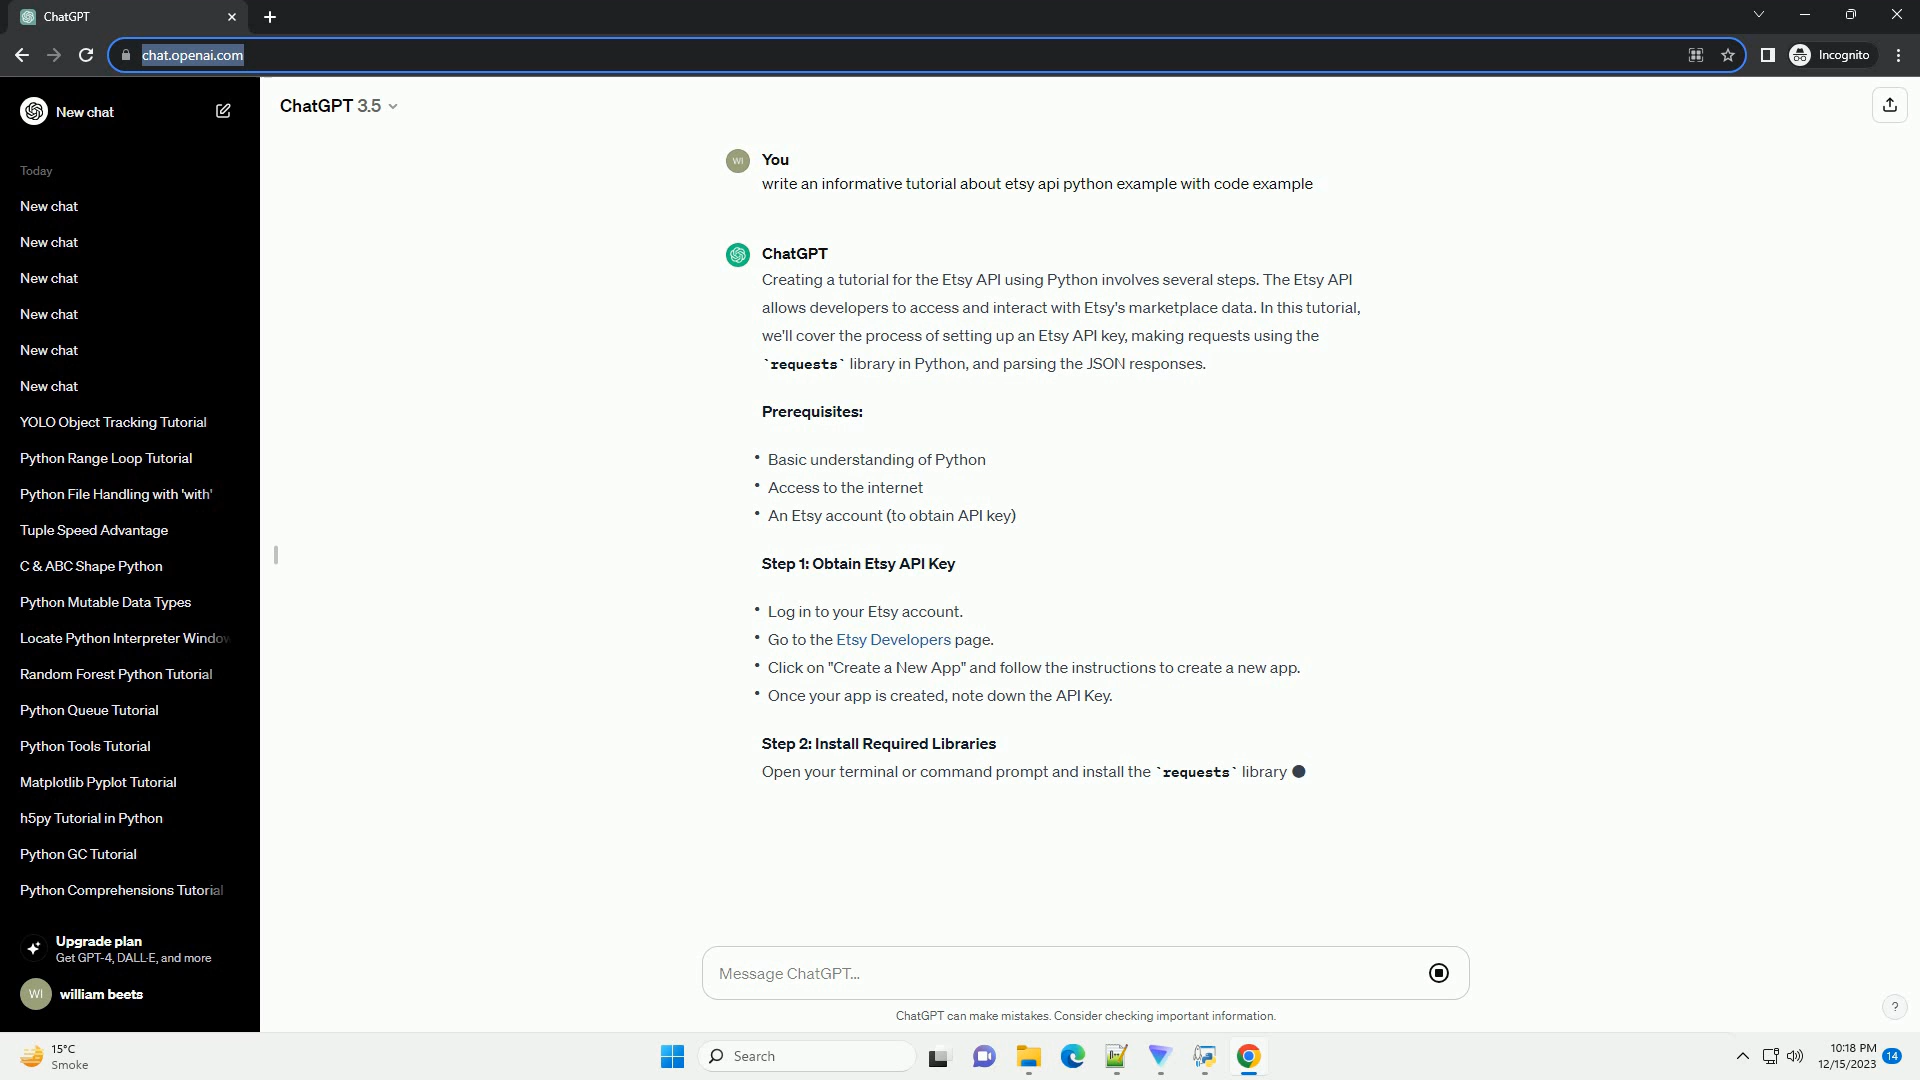 ChatGPT
chat.openai.com
Incognito
New chat
Today
New chat
New chat
New chat
New chat
New chat
New chat
YOLO Object Tracking Tutorial
Python Range Loop Tutorial
Python File Handling with 'with'
Tuple Speed Advantage
C & ABC Shape Python
Python Mutable Data Types
Locate Python Interpreter Window
Random Forest Python Tutorial
Python Queue Tutorial
Python Tools Tutorial
Matplotlib Pyplot Tutorial
h5py Tutorial in Python
Python GC Tutorial
Python Comprehensions Tutorial
Upgrade plan
Get GPT-4, DALL·E, and more
WI
william beets
ChatGPT 3.5
WI
You
write an informative tutorial about etsy api python example with code example
ChatGPT
Creating a tutorial for the Etsy API using Python involves several steps. The Etsy API
allows developers to access and interact with Etsy's marketplace data. In this tutorial,
we'll cover the process of setting up an Etsy API key, making requests using the
`requests` library in Python, and parsing the JSON responses.
Prerequisites:
• Basic understanding of Python
• Access to the internet
• An Etsy account (to obtain API key)
Step 1: Obtain Etsy API Key
• Log in to your Etsy account.
• Go to the Etsy Developers page.
• Click on "Create a New App" and follow the instructions to create a new app.
• Once your app is created, note down the API Key.
Step 2: Install Required Libraries
Open your terminal or command prompt and install the `requests` library
Message ChatGPT...
ChatGPT can make mistakes. Consider checking important information.
?
15°C
Smoke
Search
10:18 PM
12/15/2023
14